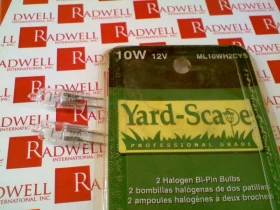 RADWELL
INTERNATIONAL, INC.
10W 12V ML10WH2CYS
Yard-Scape
PROFESSIONAL GRADE
2 Halogen Bi-Pin Bulbs
2 bombillas halógenas de dos patillas
2 ampoules halogènes à deux broches